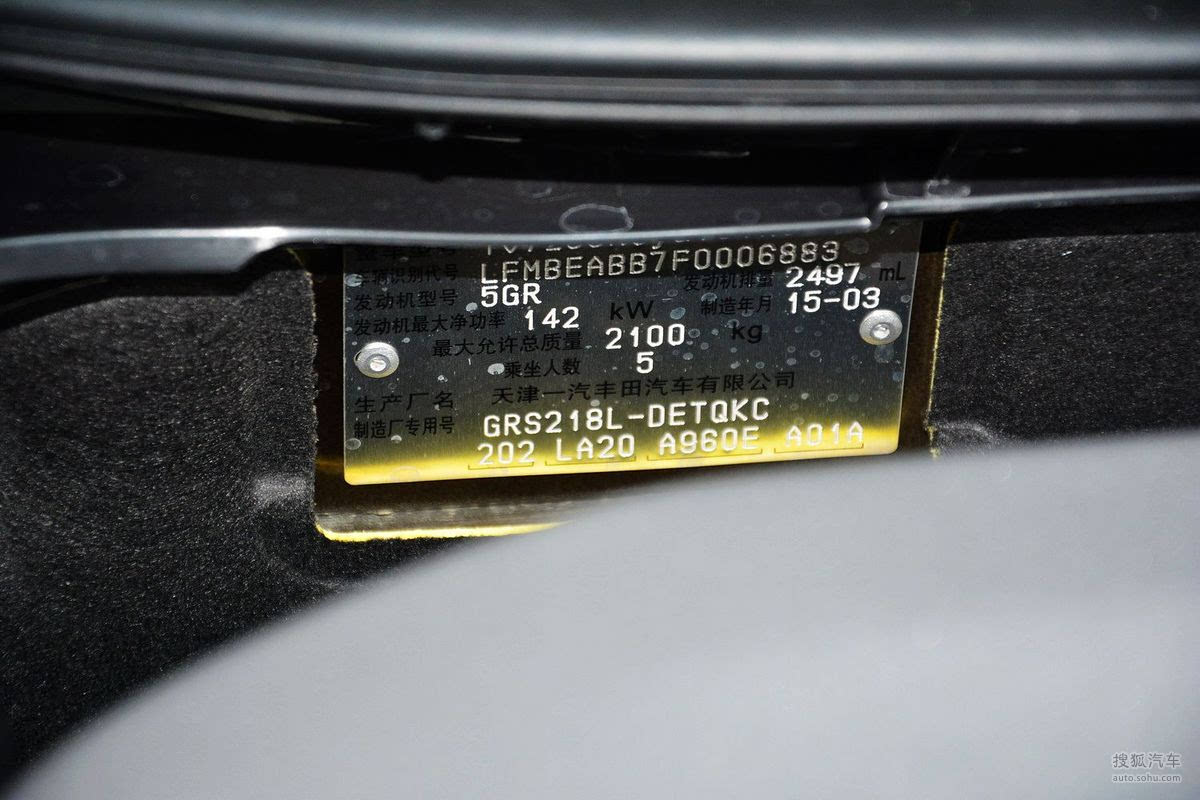 车辆识别代号 LFMBEABB7F0006883
发动机型号 5GR 发动机排量 2497 mL
发动机最大净功率 142 kW 制造年月 15-03
最大允许总质量 2100 kg
乘坐人数 5
生产厂名 天津一汽丰田汽车有限公司
制造厂专用号 GRS218L-DETQKC
202 LA20 A960E A01A
搜狐汽车
auto.sohu.com